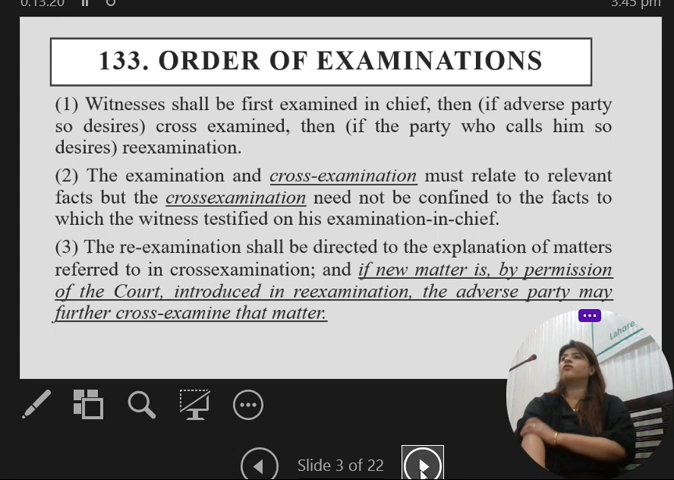 0:13:20
3:45 pm
133. ORDER OF EXAMINATIONS
(1) Witnesses shall be first examined in chief, then (if adverse party
so desires) cross examined, then (if the party who calls him so
desires) reexamination.
(2) The examination and cross-examination must relate to relevant
facts but the crossexamination need not be confined to the facts to
which the witness testified on his examination-in-chief.
(3) The re-examination shall be directed to the explanation of matters
referred to in crossexamination; and if new matter is, by permission
of the Court, introduced in reexamination, the adverse party may
further cross-examine that matter.
Lahore
Slide 3 of 22